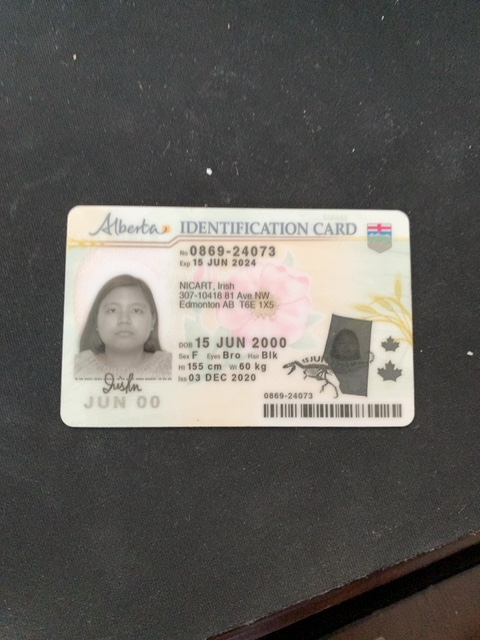 Alberta IDENTIFICATION CARD
No 0869-24073
Exp 15 JUN 2024
NICART, Irish
307-10418 81 Ave NW
Edmonton AB T6E 1X5
DOB 15 JUN 2000
Sex F Eyes Bro Hair Blk
Ht 155 cm Wt 60 kg
Iss 03 DEC 2020
JUN 00
0869-24073